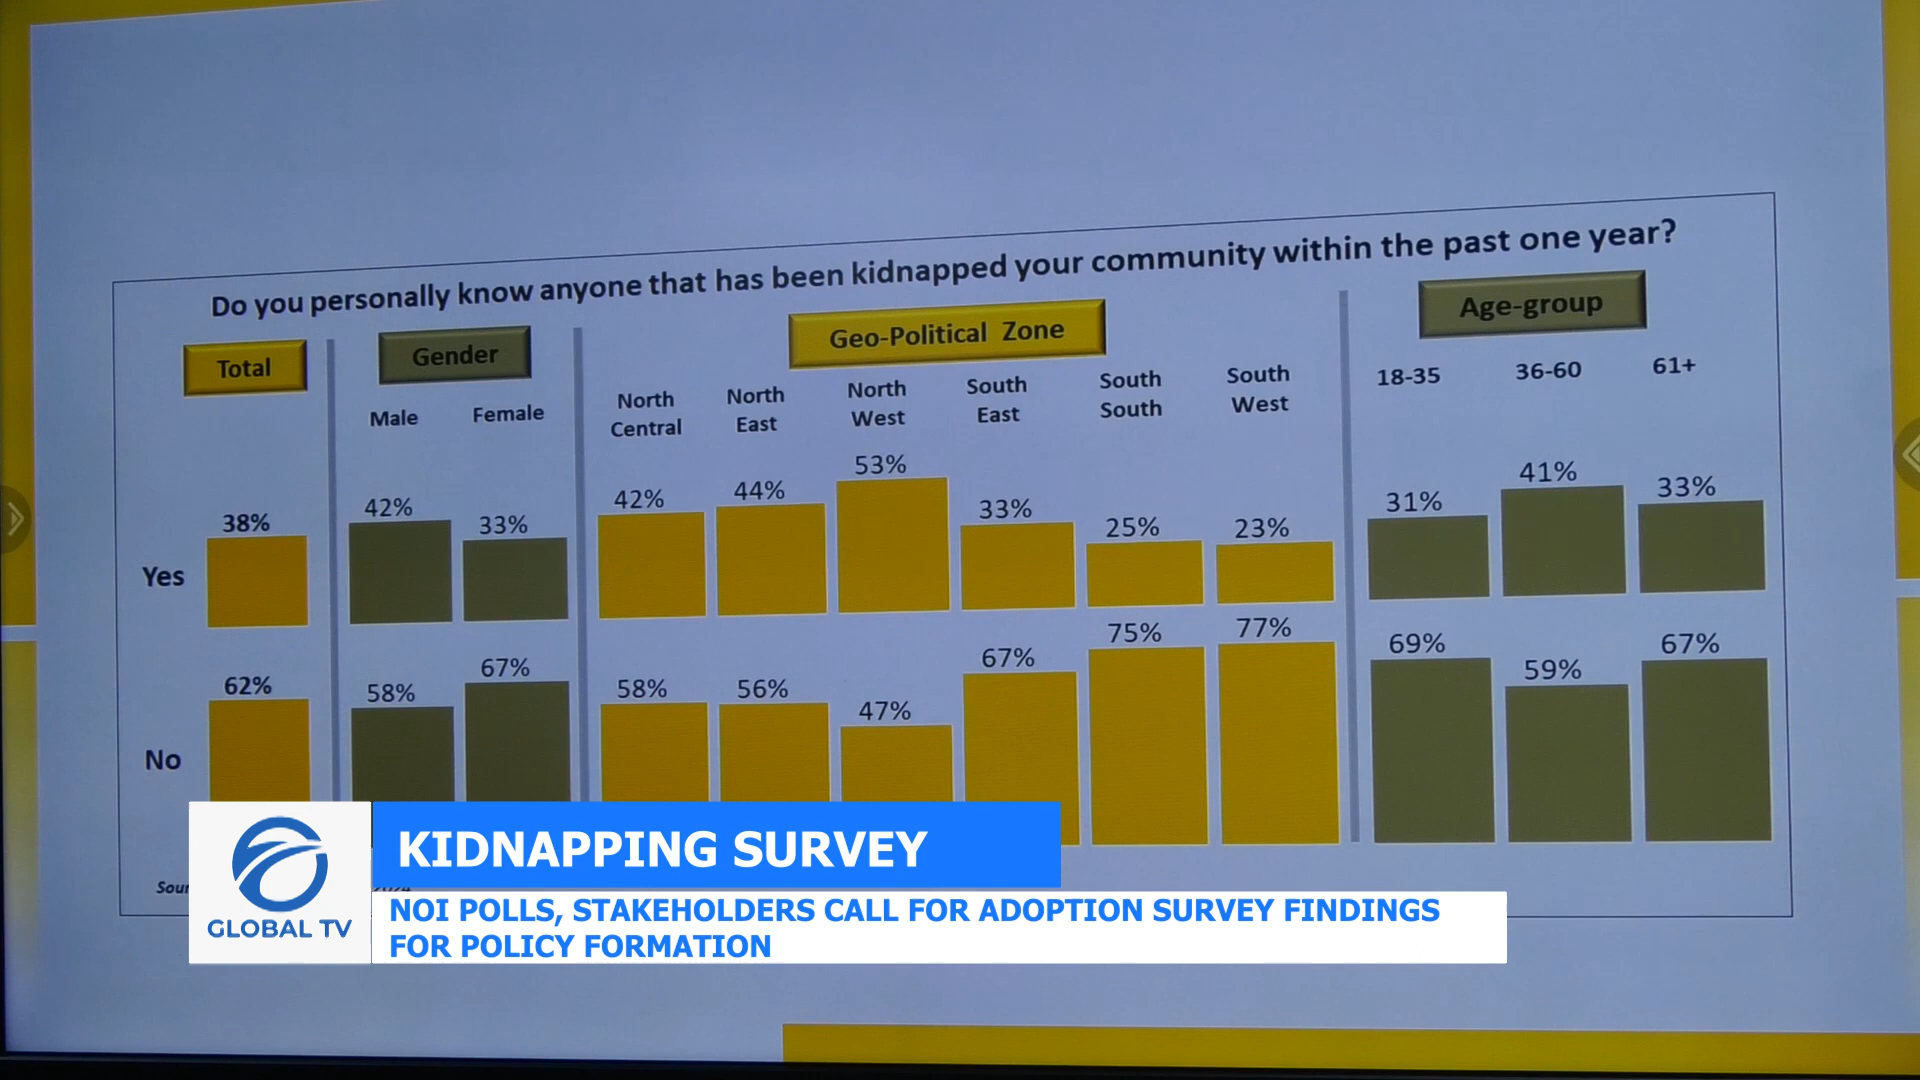 Do you personally know anyone that has been kidnapped your community within the past one year?
Total
Gender
Geo-Political Zone
Age-group
Male
Female
North Central
North East
North West
South East
South South
South West
18-35
36-60
61+
Yes
38%
42%
33%
42%
44%
53%
33%
25%
23%
31%
41%
33%
No
62%
58%
67%
58%
56%
47%
67%
75%
77%
69%
59%
67%
KIDNAPPING SURVEY
GLOBAL TV
NOI POLLS, STAKEHOLDERS CALL FOR ADOPTION SURVEY FINDINGS
FOR POLICY FORMATION